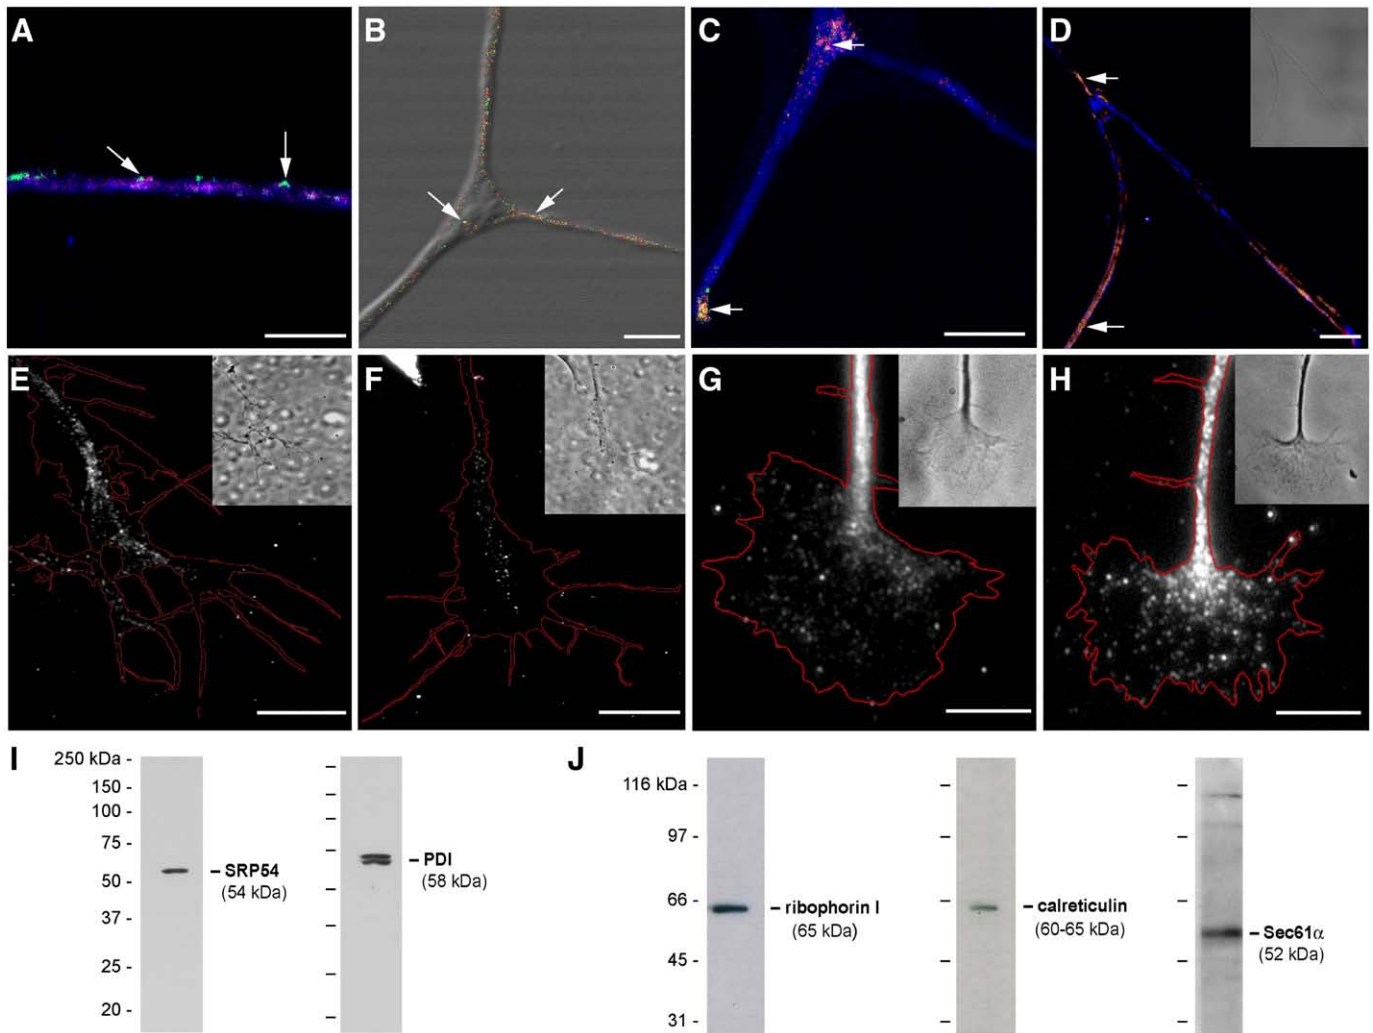 A
B
C
D
E
F
G
H
I
250 kDa -
150 -
100 -
75 -
50 -
37 -
25 -
20 -
– SRP54
(54 kDa)
– PDI
(58 kDa)
J
116 kDa -
97 -
66 -
45 -
31 -
– ribophorin I
(65 kDa)
– calreticulin
(60-65 kDa)
– Sec61α
(52 kDa)